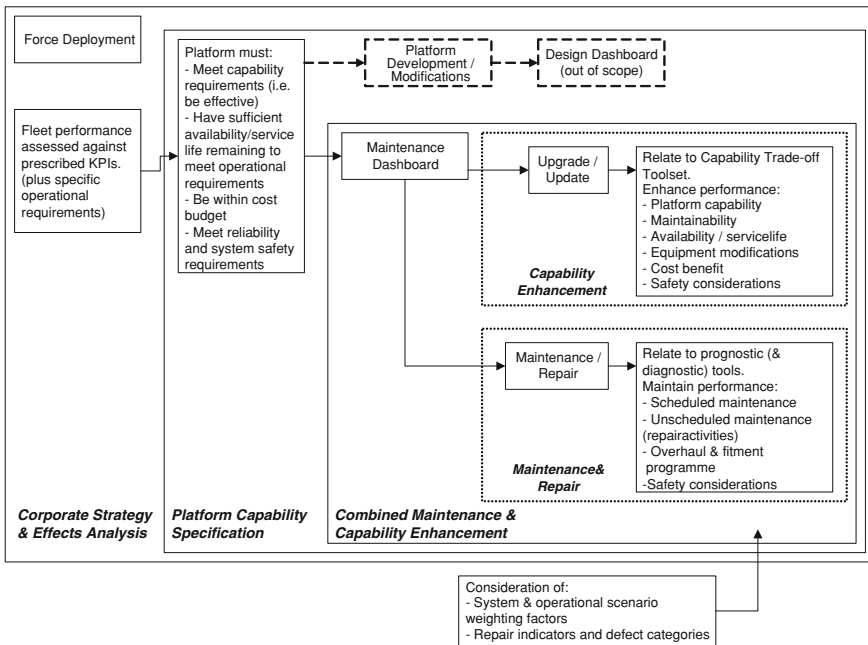 Force Deployment
Fleet performance
assessed against
prescribed KPIs.
(plus specific
operational
requirements)
Platform must:
- Meet capability
requirements (i.e.
be effective)
- Have sufficient
availability/service
life remaining to
meet operational
requirements
- Be within cost
budget
- Meet reliability
and system safety
requirements
Platform
Development /
Modifications
Design Dashboard
(out of scope)
Maintenance
Dashboard
Upgrade /
Update
Relate to Capability Trade-off
Toolset.
Enhance performance:
- Platform capability
- Maintainability
- Availability / servicelife
- Equipment modifications
- Cost benefit
- Safety considerations
Capability
Enhancement
Maintenance /
Repair
Relate to prognostic (&
diagnostic) tools.
Maintain performance:
- Scheduled maintenance
- Unscheduled maintenance
(repairactivities)
- Overhaul & fitment
programme
-Safety considerations
Maintenance&
Repair
Corporate Strategy
& Effects Analysis
Platform Capability
Specification
Combined Maintenance &
Capability Enhancement
Consideration of:
- System & operational scenario
weighting factors
- Repair indicators and defect categories